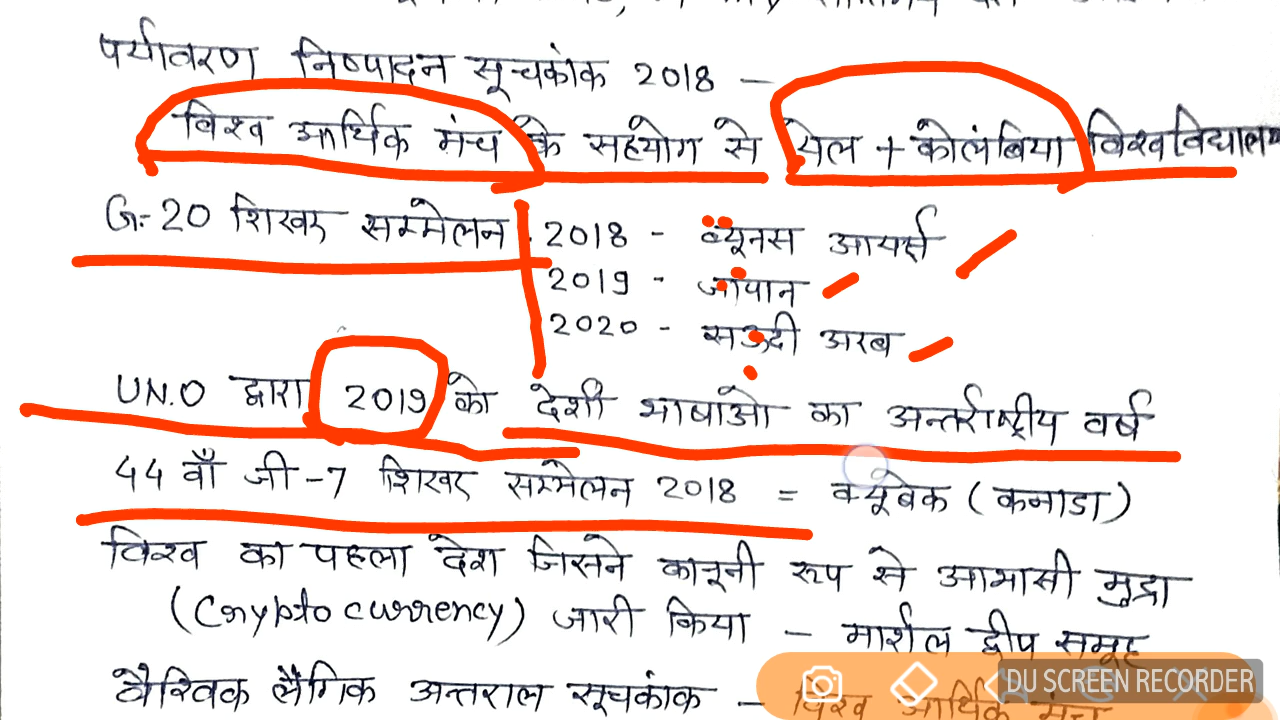 पर्यावरण निष्पादन सूचकांक 2018 -
विश्व आर्थिक मंच के सहयोग से येल + कोलंबिया विश्वविद्यालय
G-20 शिखर सम्मेलन 2018 - ब्यूनस आयर्स
2019 - जापान
2020 - सऊदी अरब
U.N.O द्वारा 2019 को देशी भाषाओ का अन्तर्राष्ट्रीय वर्ष
44 वाँ जी-7 शिखर सम्मेलन 2018 = क्यूबेक (कनाडा)
विश्व का पहला देश जिसने कानूनी रूप से आभासी मुद्रा
(Cryptocurrency) जारी किया - मार्शल द्वीप समूह
वैश्विक लैंगिक अन्तराल सूचकांक - विश्व आर्थिक मंच
DU SCREEN RECORDER